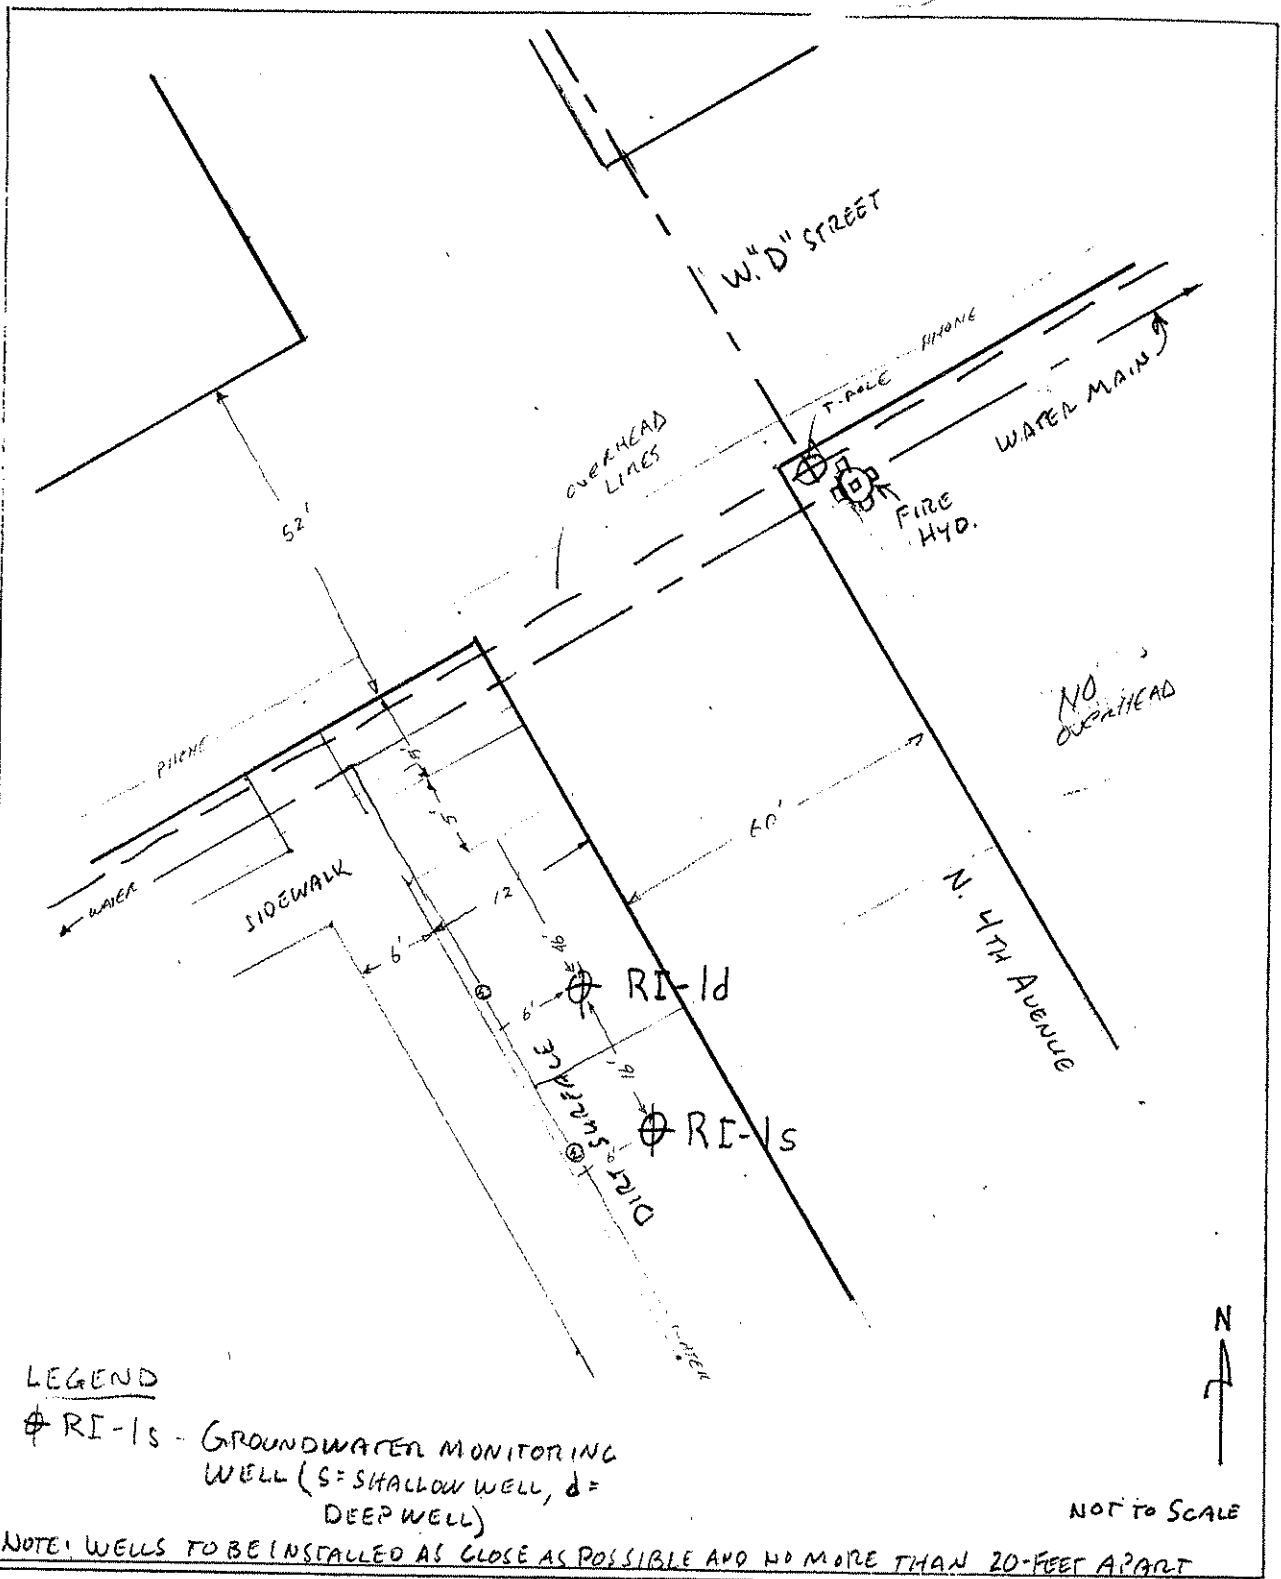 W. "D" STREET
PHONE
T-POLE
WATER MAIN
OVERHEAD
LINES
FIRE
HYD.
52'
NO
OVERHEAD
PHONE
5'
60'
WATER
SIDEWALK
12
6'
N. 4TH AVENUE
46'
RI-1d
6'
16'
DIRT SURFACE
RI-1s
6'
WATER
N
LEGEND
RI-1s - GROUNDWATER MONITORING
WELL (S=SHALLOW WELL, d=
DEEP WELL)
NOT TO SCALE
NOTE: WELLS TO BE INSTALLED AS CLOSE AS POSSIBLE AND NO MORE THAN 20-FEET APART